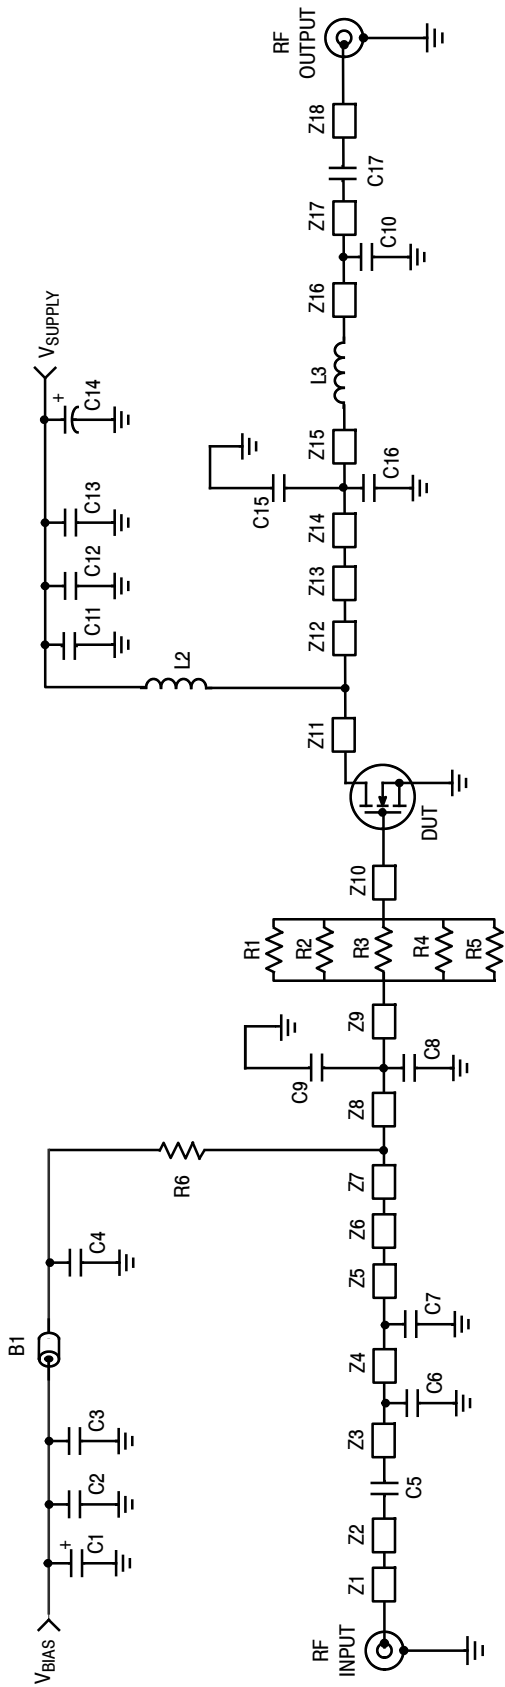 V_BIAS
+
C1
C2
C3
B1
C4
R6
V_SUPPLY
+
C14
C13
C12
C11
L2
RF
INPUT
Z1
Z2
C5
Z3
C6
Z4
C7
Z5
Z6
Z7
Z8
C9
C8
Z9
R1
R2
R3
R4
R5
Z10
DUT
Z11
Z12
Z13
Z14
C15
C16
Z15
L3
Z16
C10
Z17
C17
Z18
RF
OUTPUT